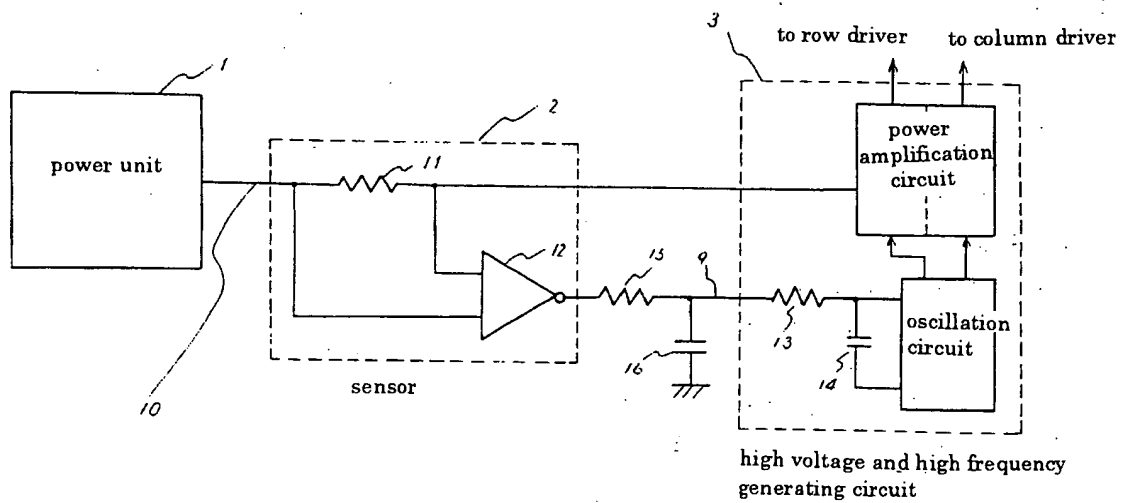 3
to row driver
to column driver
1
2
power unit
11
power
amplification
circuit
12
15
9
10
sensor
16
13
14
oscillation
circuit
high voltage and high frequency
generating circuit